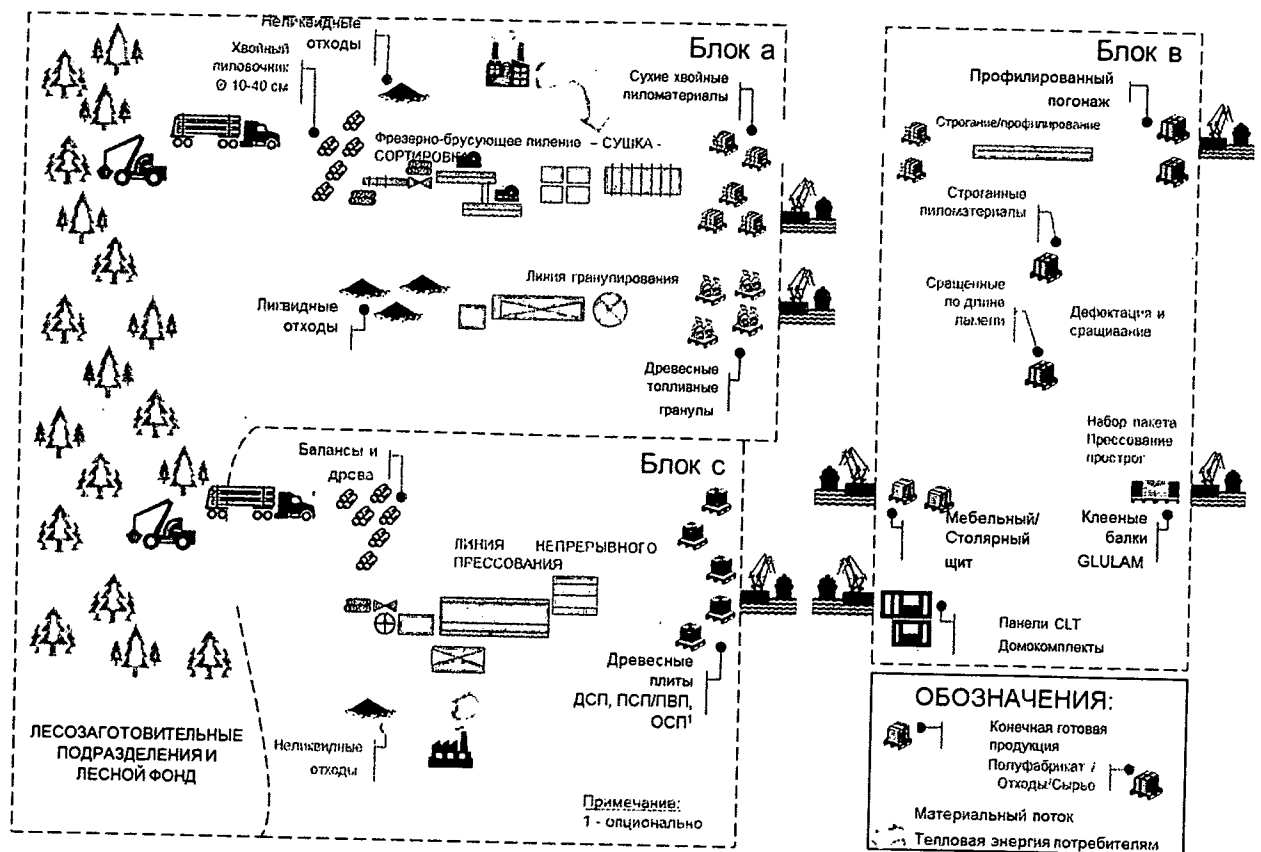 Неликвидные
отходы
Хвойный
пиловочник
Ø 10-40 см
Блок а
Сухие хвойные
пиломатериалы
Фрезерно-брусующее пиление – СУШКА -
СОРТИРОВКА
Ликвидные
отходы
Линия гранулирования
Древесные
топливные
гранулы
Блок в
Профилированный
погонаж
Строгание/профилирование
Строганные
пиломатериалы
Сращенные
по длине
ламели
Дефектация и
сращивание
Набор пакета
Прессование
прострог
Мебельный/
Столярный
щит
Клееные
балки
GLULAM
Панели CLT
Домокомплекты
Блок с
Балансы и
дрова
ЛИНИЯ НЕПРЕРЫВНОГО
ПРЕССОВАНИЯ
Древесные
плиты
ДСП, ПСП/ПВП,
ОСП¹
Неликвидные
отходы
Примечание:
1 - опционально
ЛЕСОЗАГОТОВИТЕЛЬНЫЕ
ПОДРАЗДЕЛЕНИЯ И
ЛЕСНОЙ ФОНД
ОБОЗНАЧЕНИЯ:
Конечная готовая
продукция
Полуфабрикат /
Отходы/Сырье
Материальный поток
Тепловая энергия потребителям